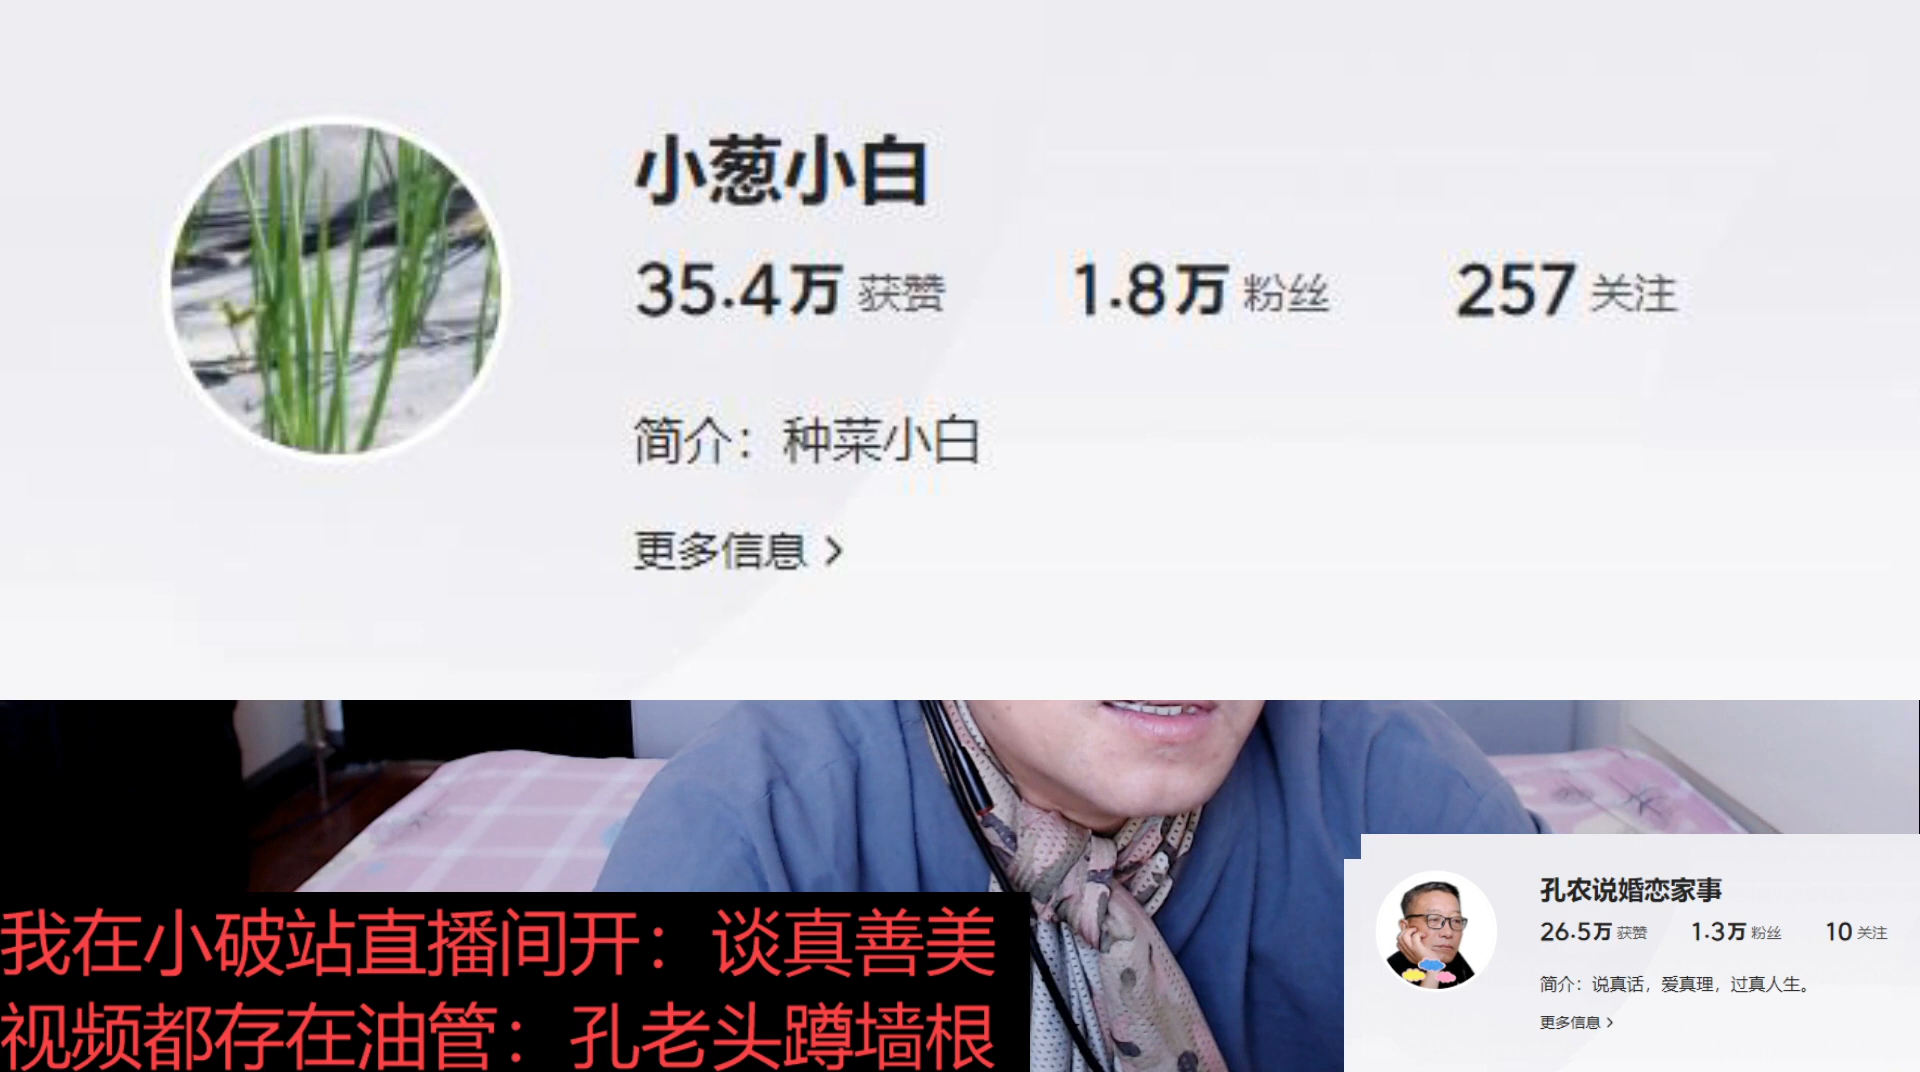 小葱小白
35.4万 获赞 1.8万 粉丝 257 关注
简介：种菜小白
更多信息 >
我在小破站直播间开：谈真善美
视频都存在油管：孔老头蹲墙根
孔农说婚恋家事
26.5万 获赞 1.3万 粉丝 10 关注
简介：说真话，爱真理，过真人生。
更多信息 >